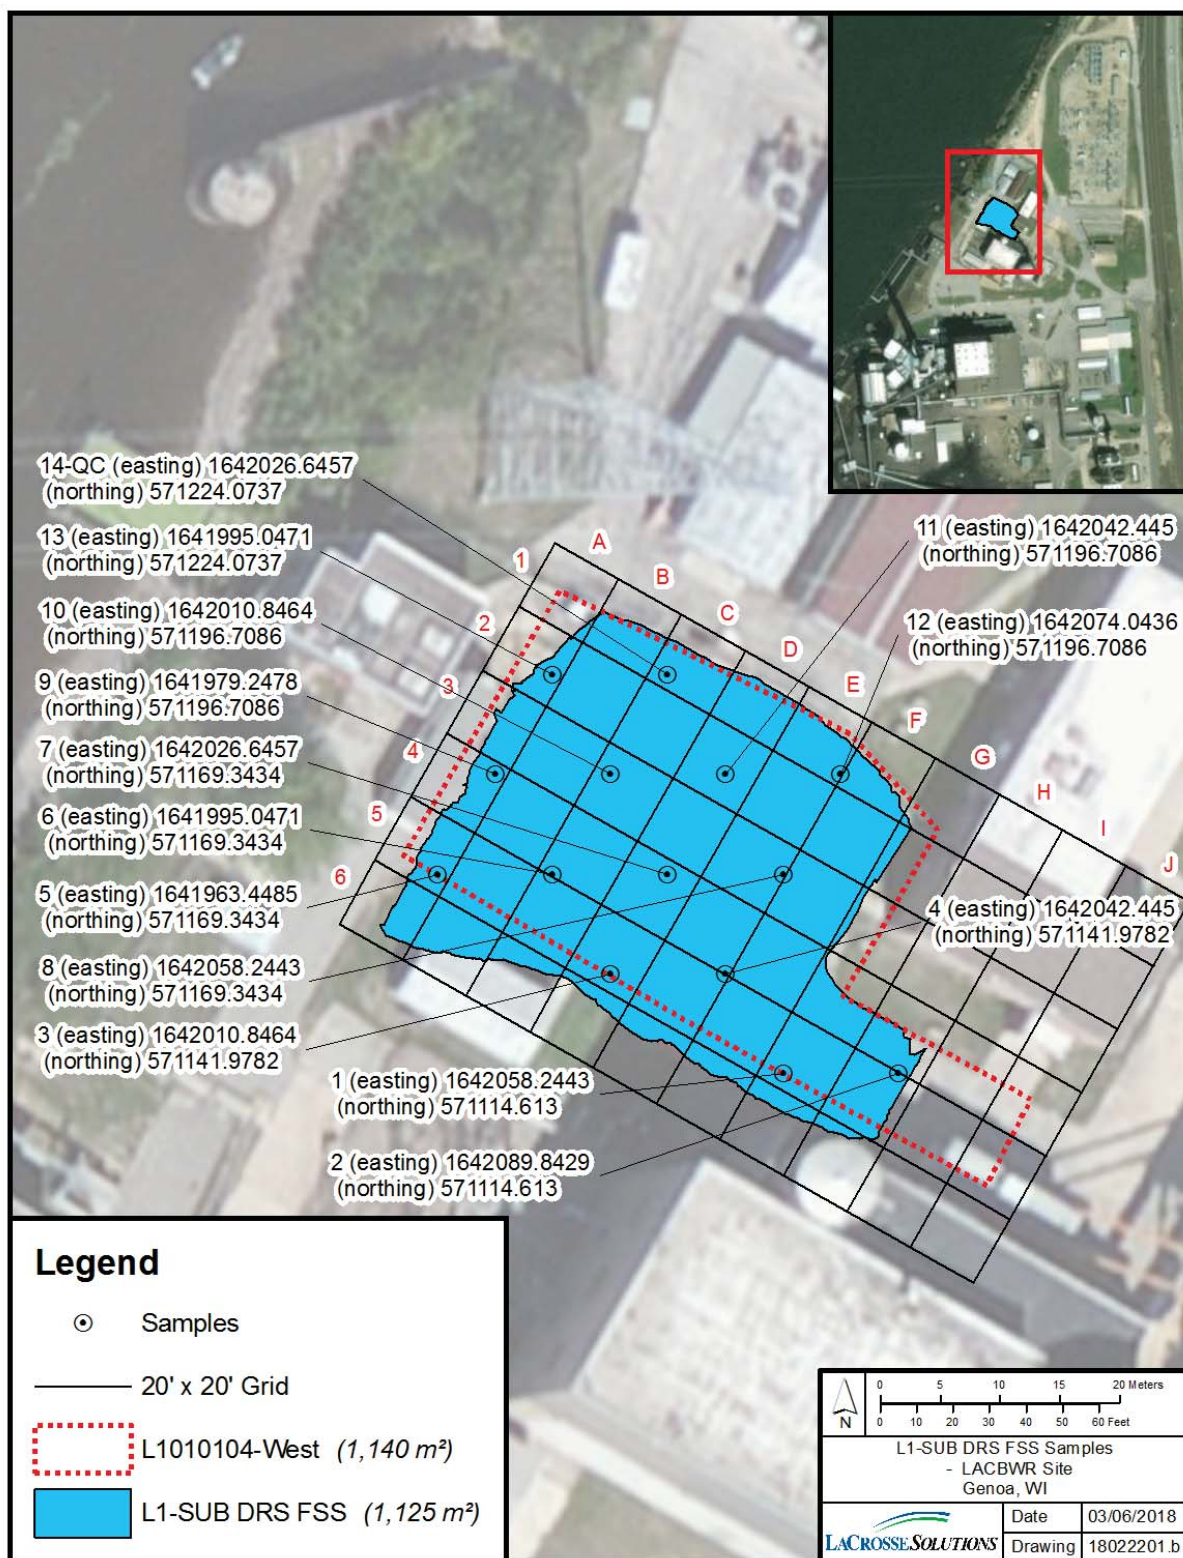 14-QC (easting) 1642026.6457
(northing) 571224.0737
13 (easting) 1641995.0471
(northing) 571224.0737
10 (easting) 1642010.8464
(northing) 571196.7086
9 (easting) 1641979.2478
(northing) 571196.7086
7 (easting) 1642026.6457
(northing) 571169.3434
6 (easting) 1641995.0471
(northing) 571169.3434
5 (easting) 1641963.4485
(northing) 571169.3434
8 (easting) 1642058.2443
(northing) 571169.3434
3 (easting) 1642010.8464
(northing) 571141.9782
1 (easting) 1642058.2443
(northing) 571114.613
2 (easting) 1642089.8429
(northing) 571114.613
11 (easting) 1642042.445
(northing) 571196.7086
12 (easting) 1642074.0436
(northing) 571196.7086
4 (easting) 1642042.445
(northing) 571141.9782
A
B
C
D
E
F
G
H
I
J
1
2
3
4
5
6
Legend
Samples
20' x 20' Grid
L1010104-West (1,140 m²)
L1-SUB DRS FSS (1,125 m²)
N
0 5 10 15 20 Meters
0 10 20 30 40 50 60 Feet
L1-SUB DRS FSS Samples
- LACBWR Site
Genoa, WI
LACROSSESOLUTIONS
Date 03/06/2018
Drawing 18022201.b